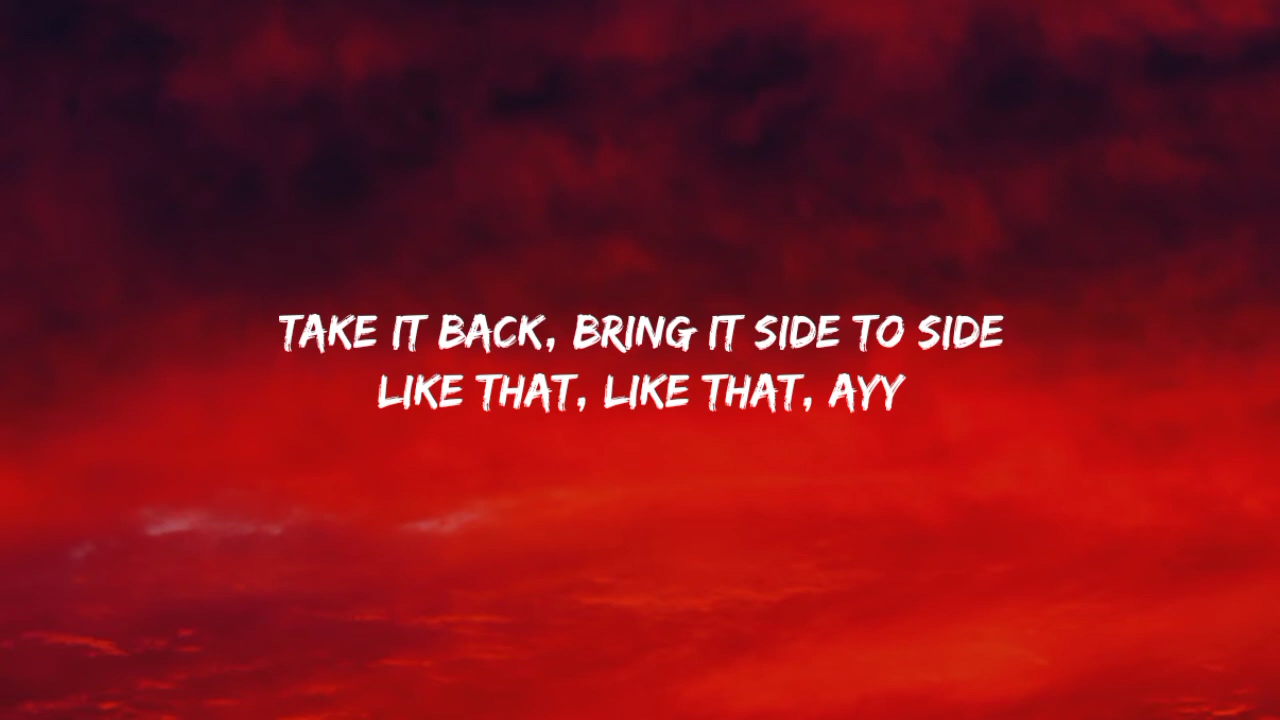 TAKE IT BACK, BRING IT SIDE TO SIDE
LIKE THAT, LIKE THAT, AYY